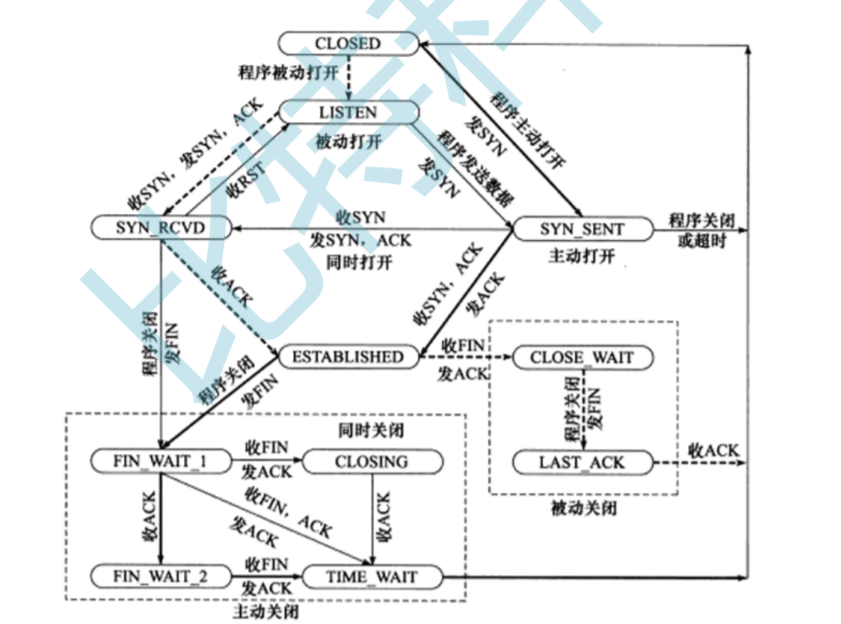 CLOSED
程序被动打开
LISTEN
被动打开
程序主动打开
发SYN
收SYN，发SYN，ACK
收RST
程序发送数据
发SYN
SYN_RCVD
收SYN
发SYN，ACK
同时打开
SYN_SENT
主动打开
程序关闭
或超时
收ACK
收SYN，ACK
发ACK
程序关闭
发FIN
ESTABLISHED
收FIN
发ACK
CLOSE_WAIT
程序关闭
发FIN
程序关闭
发FIN
同时关闭
FIN_WAIT_1
收FIN
发ACK
CLOSING
LAST_ACK
收ACK
被动关闭
收ACK
收FIN，ACK
发ACK
收ACK
FIN_WAIT_2
收FIN
发ACK
TIME_WAIT
主动关闭
比特科